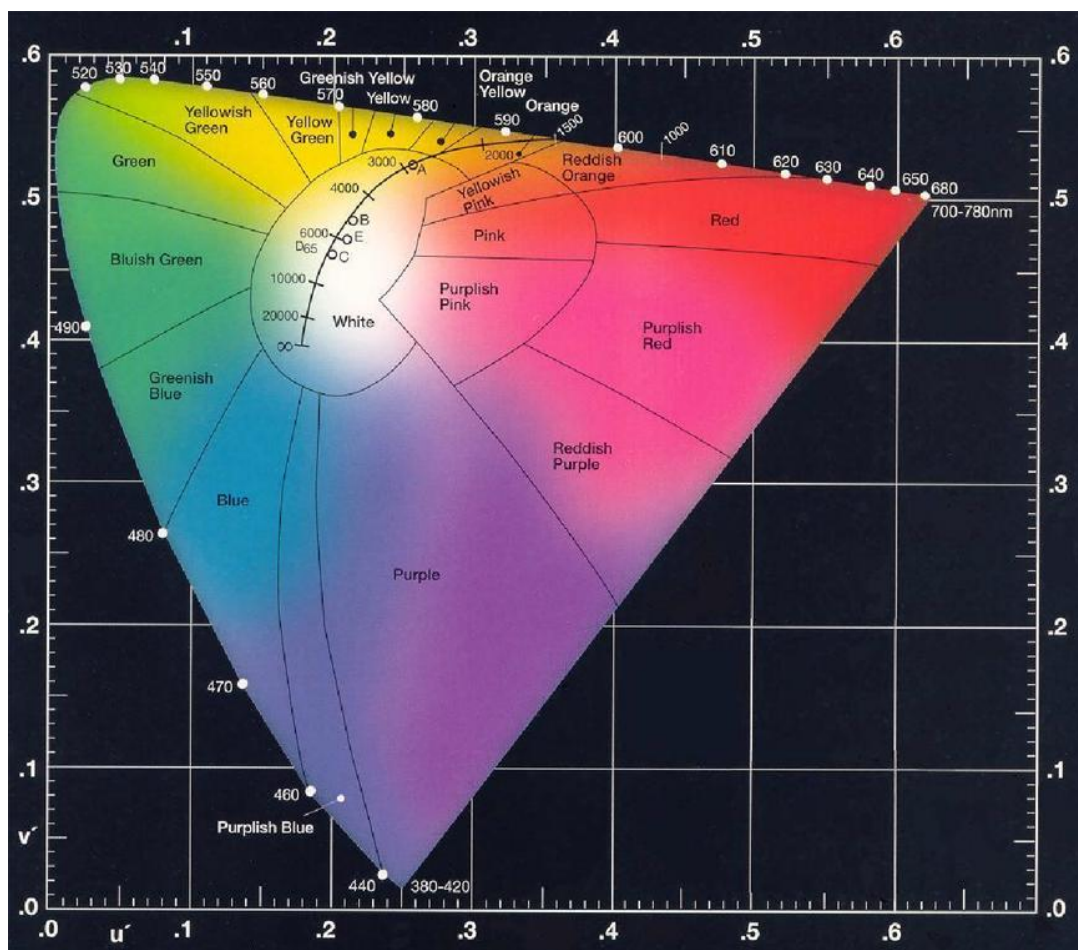 .1
.2
.3
.4
.5
.6
.6
.6
520
530
540
550
560
570
Greenish Yellow
Yellow
580
Orange
Yellow
590
Orange
1500
600
1000
610
620
630
640
650
680
700-780nm
Yellowish
Green
Yellow
Green
Green
3000
A
2000
Reddish
Orange
Yellowish
Pink
4000
.5
.5
B
6000
E
D65
C
Pink
Red
Bluish Green
10000
Purplish
Pink
20000
White
∞
490
Purplish
Red
.4
.4
Greenish
Blue
Reddish
Purple
.3
.3
Blue
480
Purple
.2
.2
470
.1
.1
460
Purplish Blue
v´
440
380-420
.0
.0
.0
u´
.1
.2
.3
.4
.5
.6